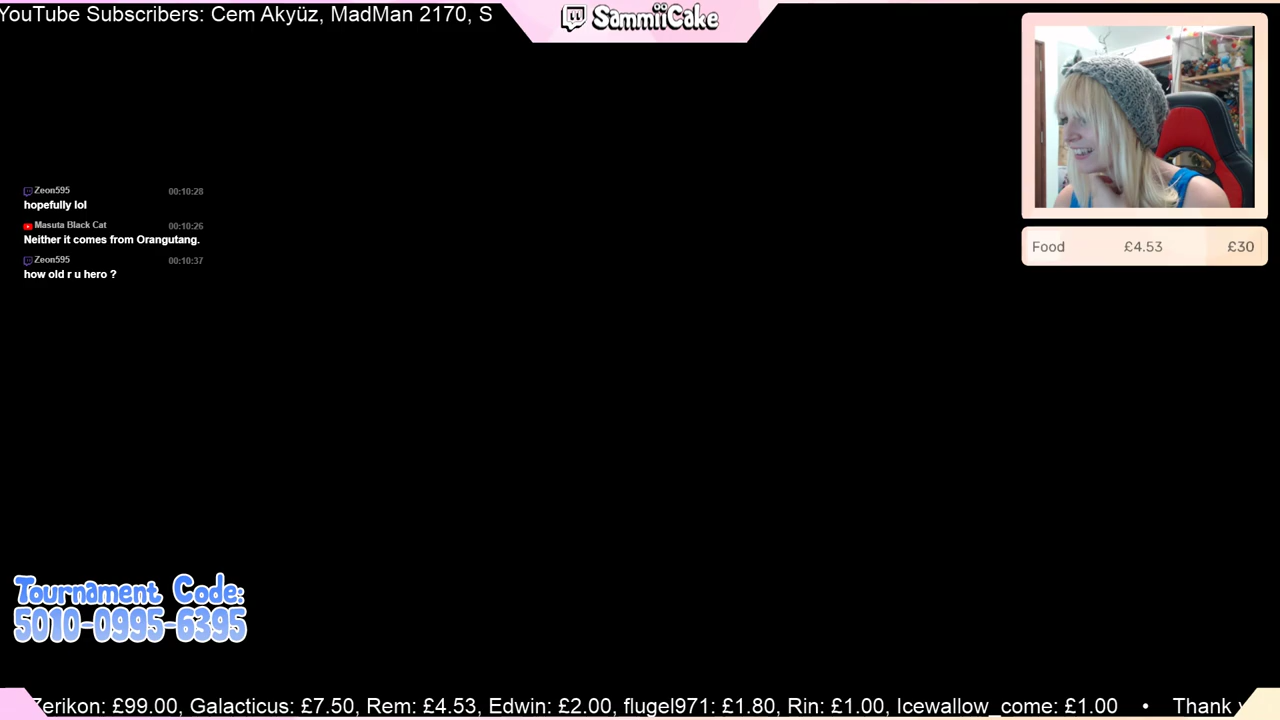 YouTube Subscribers: Cem Akyüz, MadMan 2170, S
SammiiCake
Zeon595 00:10:28
hopefully lol
Masuta Black Cat 00:10:26
Neither it comes from Orangutang.
Zeon595 00:10:37
how old r u hero ?
Food £4.53 £30
Tournament Code:
5010-0995-6395
Zerikon: £99.00, Galacticus: £7.50, Rem: £4.53, Edwin: £2.00, flugel971: £1.80, Rin: £1.00, Icewallow_come: £1.00 • Thank